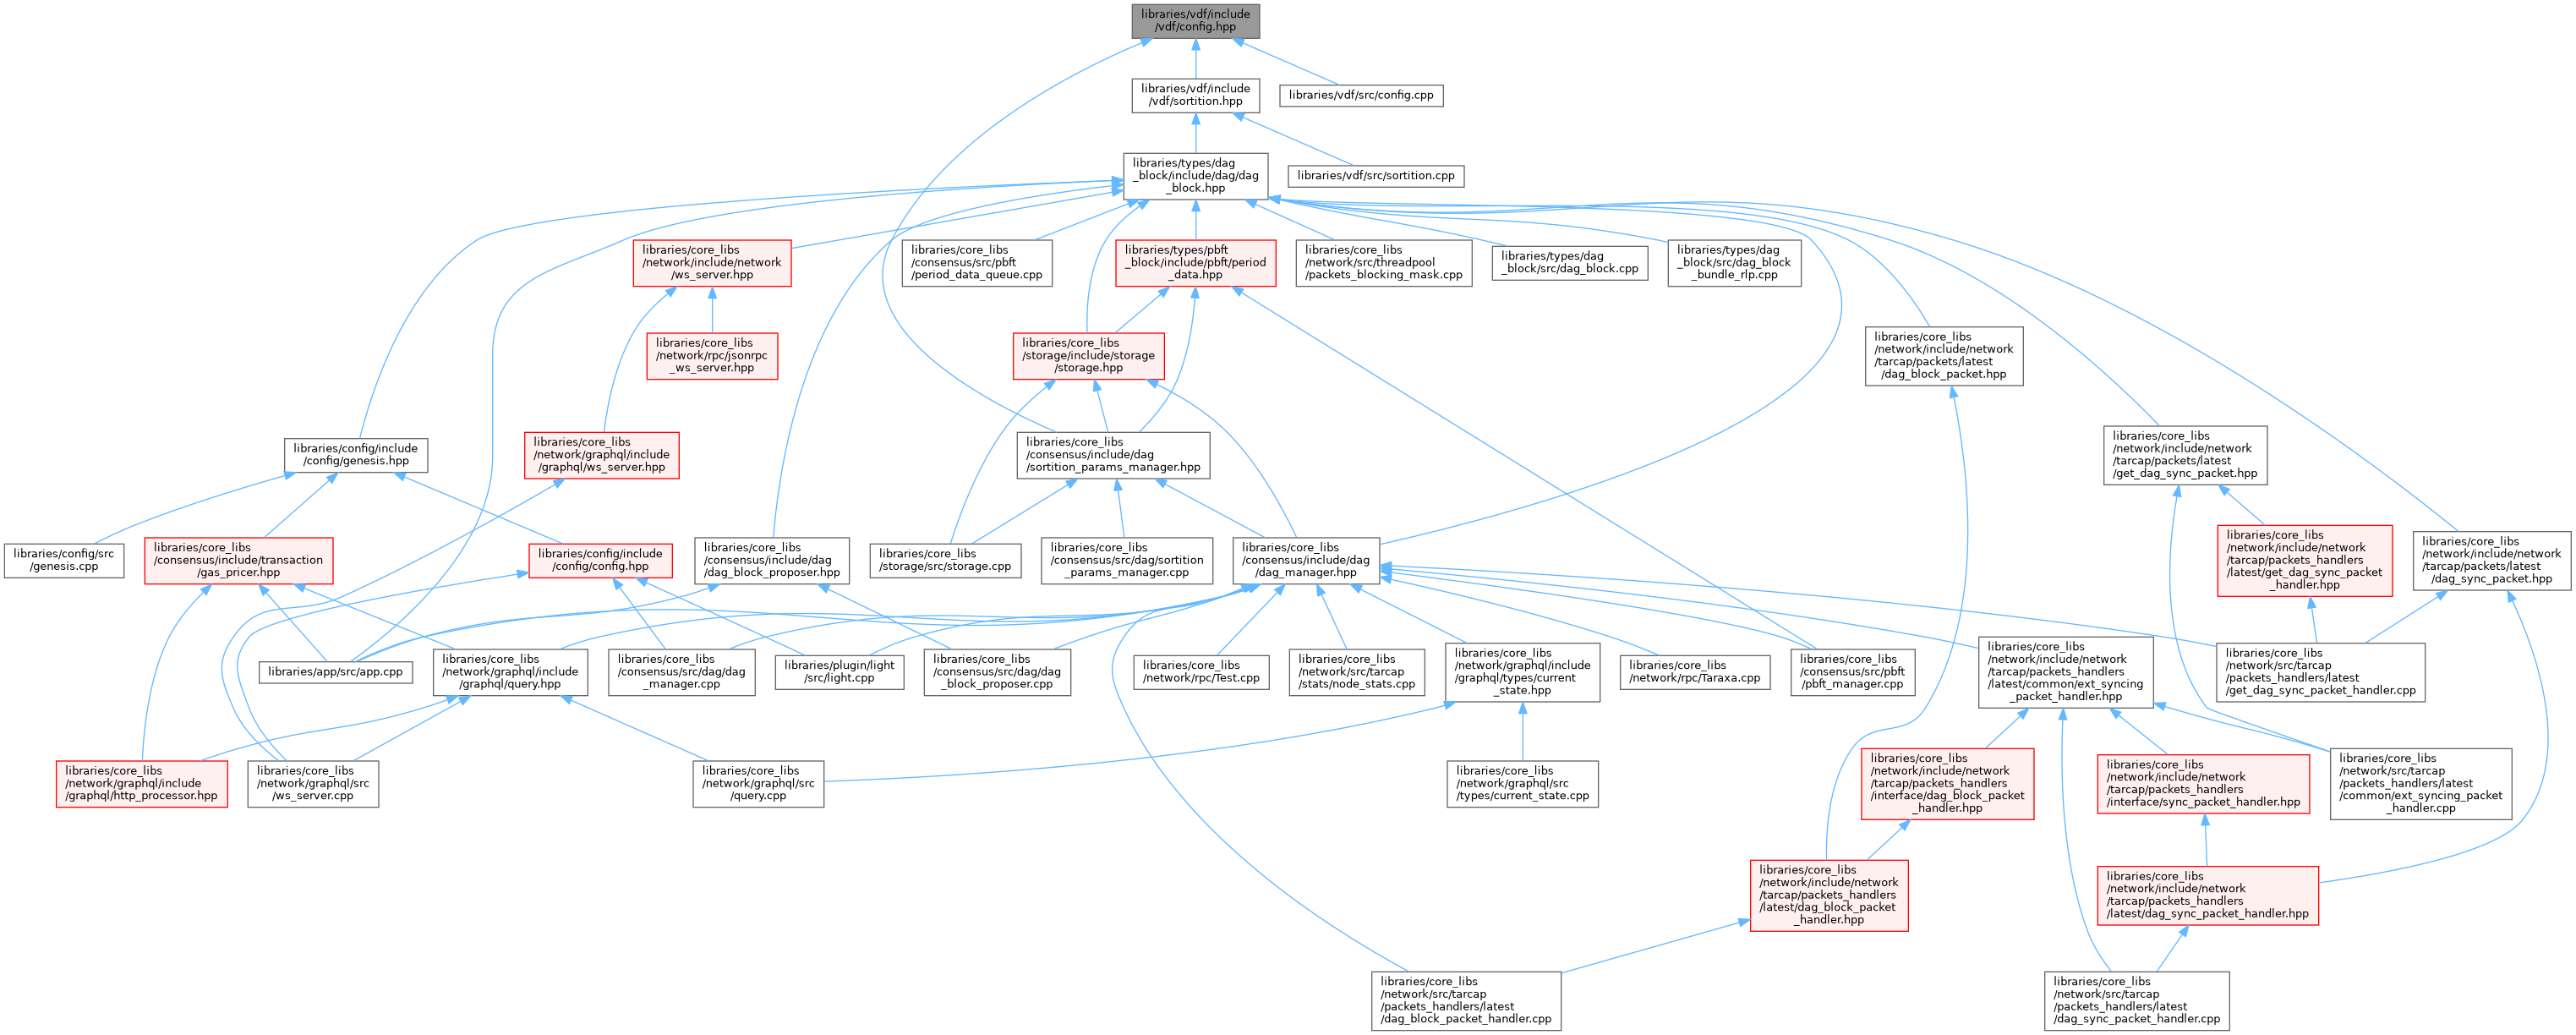 libraries/vdf/include
/vdf/config.hpp
libraries/vdf/include
/vdf/sortition.hpp
libraries/vdf/src/config.cpp
libraries/types/dag
_block/include/dag/dag
_block.hpp
libraries/vdf/src/sortition.cpp
libraries/core_libs
/network/include/network
/ws_server.hpp
libraries/core_libs
/consensus/src/pbft
/period_data_queue.cpp
libraries/types/pbft
_block/include/pbft/period
_data.hpp
libraries/core_libs
/network/src/threadpool
/packets_blocking_mask.cpp
libraries/types/dag
_block/src/dag_block.cpp
libraries/types/dag
_block/src/dag_block
_bundle_rlp.cpp
libraries/core_libs
/network/rpc/jsonrpc
_ws_server.hpp
libraries/core_libs
/storage/include/storage
/storage.hpp
libraries/core_libs
/network/include/network
/tarcap/packets/latest
/dag_block_packet.hpp
libraries/config/include
/config/genesis.hpp
libraries/core_libs
/network/graphql/include
/graphql/ws_server.hpp
libraries/core_libs
/consensus/include/dag
/sortition_params_manager.hpp
libraries/core_libs
/network/include/network
/tarcap/packets/latest
/get_dag_sync_packet.hpp
libraries/config/src
/genesis.cpp
libraries/core_libs
/consensus/include/transaction
/gas_pricer.hpp
libraries/config/include
/config/config.hpp
libraries/core_libs
/consensus/include/dag
/dag_block_proposer.hpp
libraries/core_libs
/storage/src/storage.cpp
libraries/core_libs
/consensus/src/dag/sortition
_params_manager.cpp
libraries/core_libs
/consensus/include/dag
/dag_manager.hpp
libraries/core_libs
/network/include/network
/tarcap/packets_handlers
/latest/get_dag_sync_packet
_handler.hpp
libraries/core_libs
/network/include/network
/tarcap/packets/latest
/dag_sync_packet.hpp
libraries/app/src/app.cpp
libraries/core_libs
/network/graphql/include
/graphql/query.hpp
libraries/core_libs
/consensus/src/dag/dag
_manager.cpp
libraries/plugin/light
/src/light.cpp
libraries/core_libs
/consensus/src/dag/dag
_block_proposer.cpp
libraries/core_libs
/network/rpc/Test.cpp
libraries/core_libs
/network/src/tarcap
/stats/node_stats.cpp
libraries/core_libs
/network/graphql/include
/graphql/types/current
_state.hpp
libraries/core_libs
/network/rpc/Taraxa.cpp
libraries/core_libs
/consensus/src/pbft
/pbft_manager.cpp
libraries/core_libs
/network/include/network
/tarcap/packets_handlers
/latest/common/ext_syncing
_packet_handler.hpp
libraries/core_libs
/network/src/tarcap
/packets_handlers/latest
/get_dag_sync_packet_handler.cpp
libraries/core_libs
/network/graphql/include
/graphql/http_processor.hpp
libraries/core_libs
/network/graphql/src
/ws_server.cpp
libraries/core_libs
/network/graphql/src
/query.cpp
libraries/core_libs
/network/graphql/src
/types/current_state.cpp
libraries/core_libs
/network/include/network
/tarcap/packets_handlers
/interface/dag_block_packet
_handler.hpp
libraries/core_libs
/network/include/network
/tarcap/packets_handlers
/interface/sync_packet_handler.hpp
libraries/core_libs
/network/src/tarcap
/packets_handlers/latest
/common/ext_syncing_packet
_handler.cpp
libraries/core_libs
/network/include/network
/tarcap/packets_handlers
/latest/dag_block_packet
_handler.hpp
libraries/core_libs
/network/include/network
/tarcap/packets_handlers
/latest/dag_sync_packet_handler.hpp
libraries/core_libs
/network/src/tarcap
/packets_handlers/latest
/dag_block_packet_handler.cpp
libraries/core_libs
/network/src/tarcap
/packets_handlers/latest
/dag_sync_packet_handler.cpp